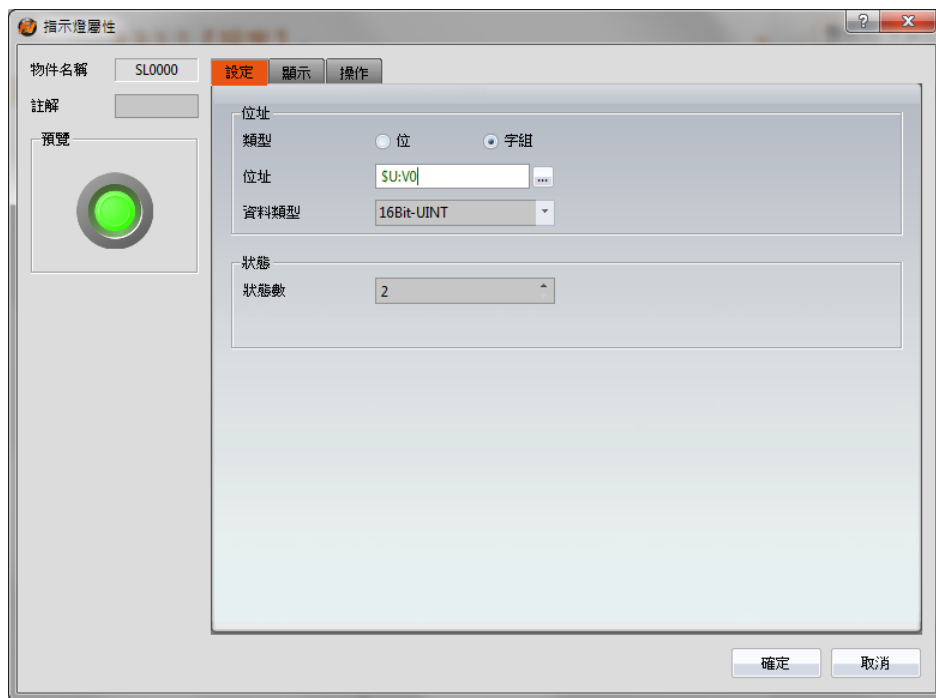 指示燈屬性
物件名稱 SL0000
註解
預覽
設定 顯示 操作
位址
類型 位 字組
位址 $U:V0 ...
資料類型 16Bit-UINT
狀態
狀態數 2
確定 取消